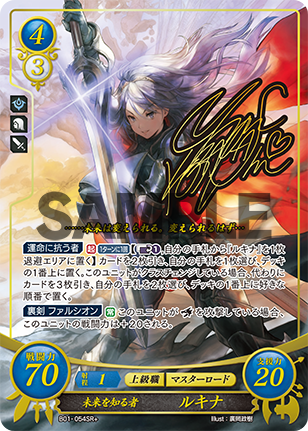 4
3
SAMPLE
……未来は変えられる。変えられるはず……
運命に抗う者 起 1ターンに1回 【 1,自分の手札から「ルキナ」を1枚
退避エリアに置く】カードを2枚引き、自分の手札を1枚選び、デッキ
の1番上に置く。このユニットがクラスチェンジしている場合、代わりに
カードを3枚引き、自分の手札を2枚選び、デッキの1番上に好きな
順番で置く。
裏剣 ファルシオン 常 このユニットが を攻撃している場合、
このユニットの戦闘力は+20される。
戦闘力
70
射程 1 上級職 マスターロード
支援力
20
未来を知る者 ルキナ
B01-054SR+
Illust:廣岡政樹